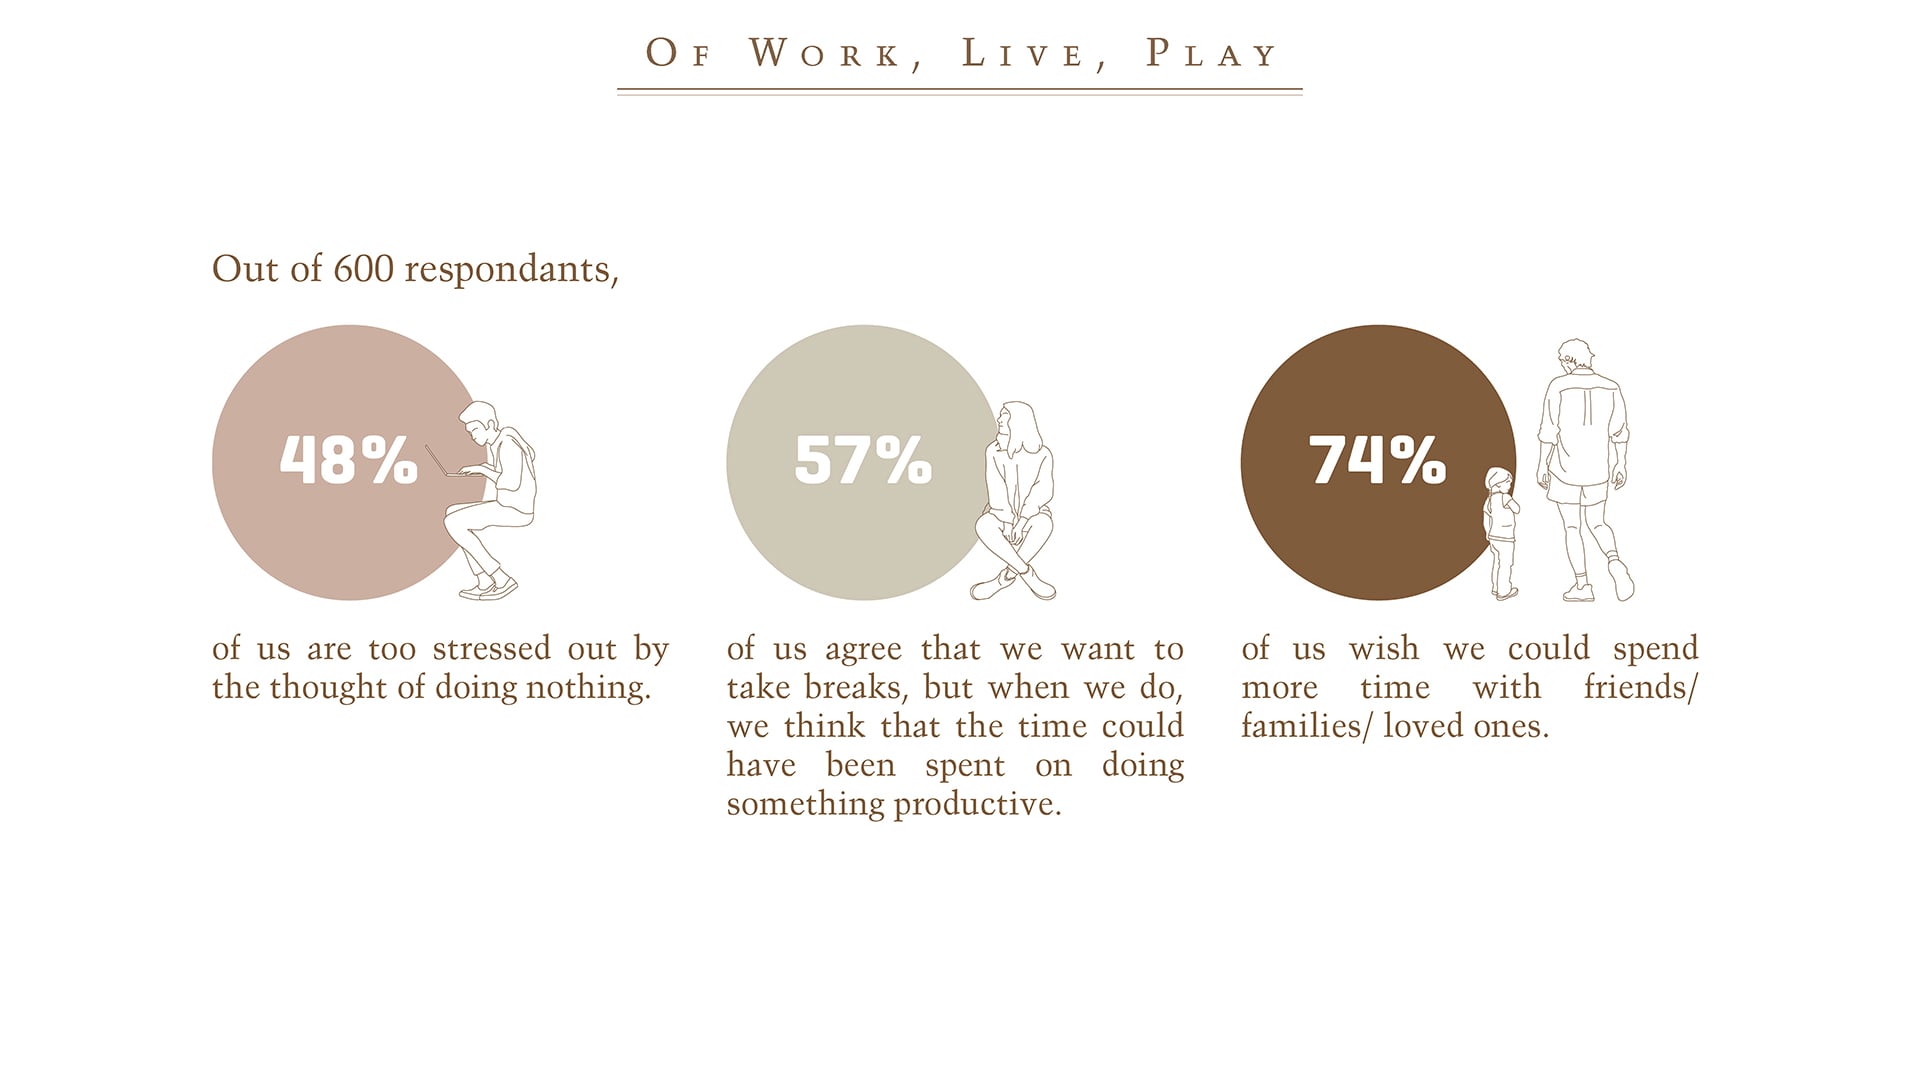 Of Work, Live, Play
Out of 600 respondants,
48%
57%
74%
of us are too stressed out by
the thought of doing nothing.
of us agree that we want to
take breaks, but when we do,
we think that the time could
have been spent on doing
something productive.
of us wish we could spend
more time with friends/
families/ loved ones.